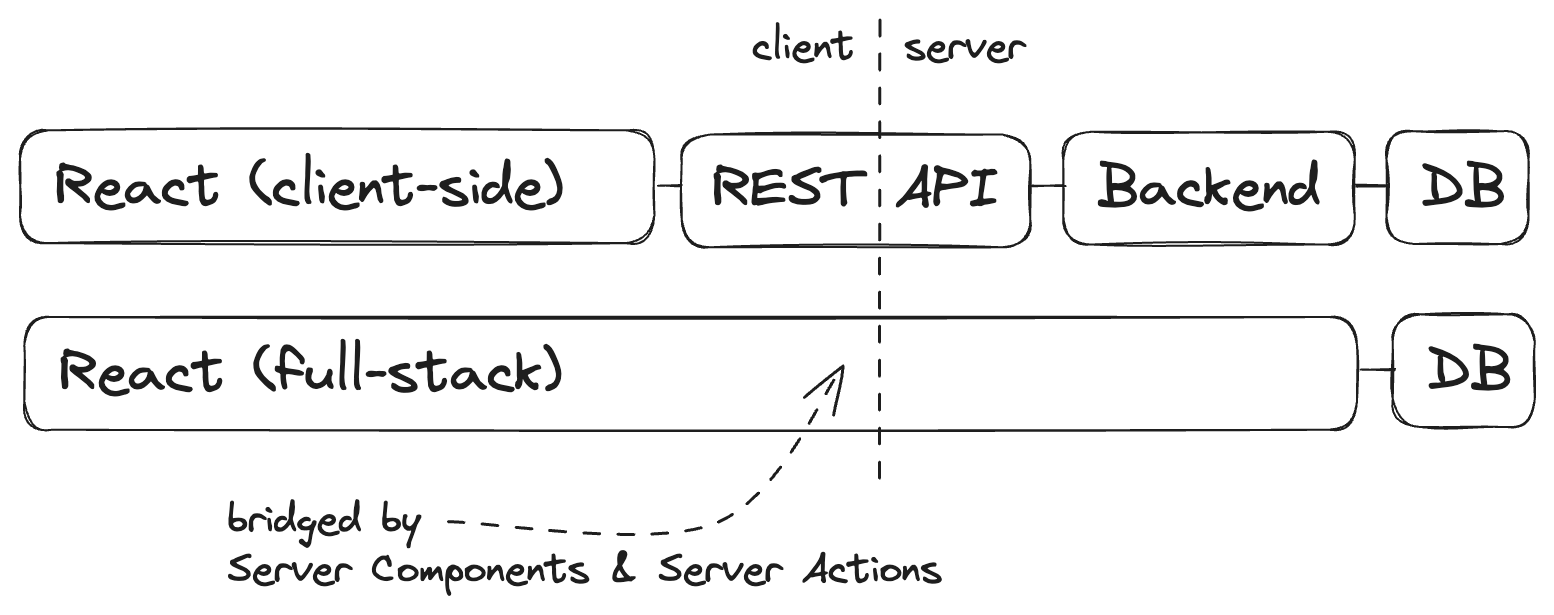 client server
React (client-side) REST API Backend DB
React (full-stack) DB
bridged by
Server Components & Server Actions